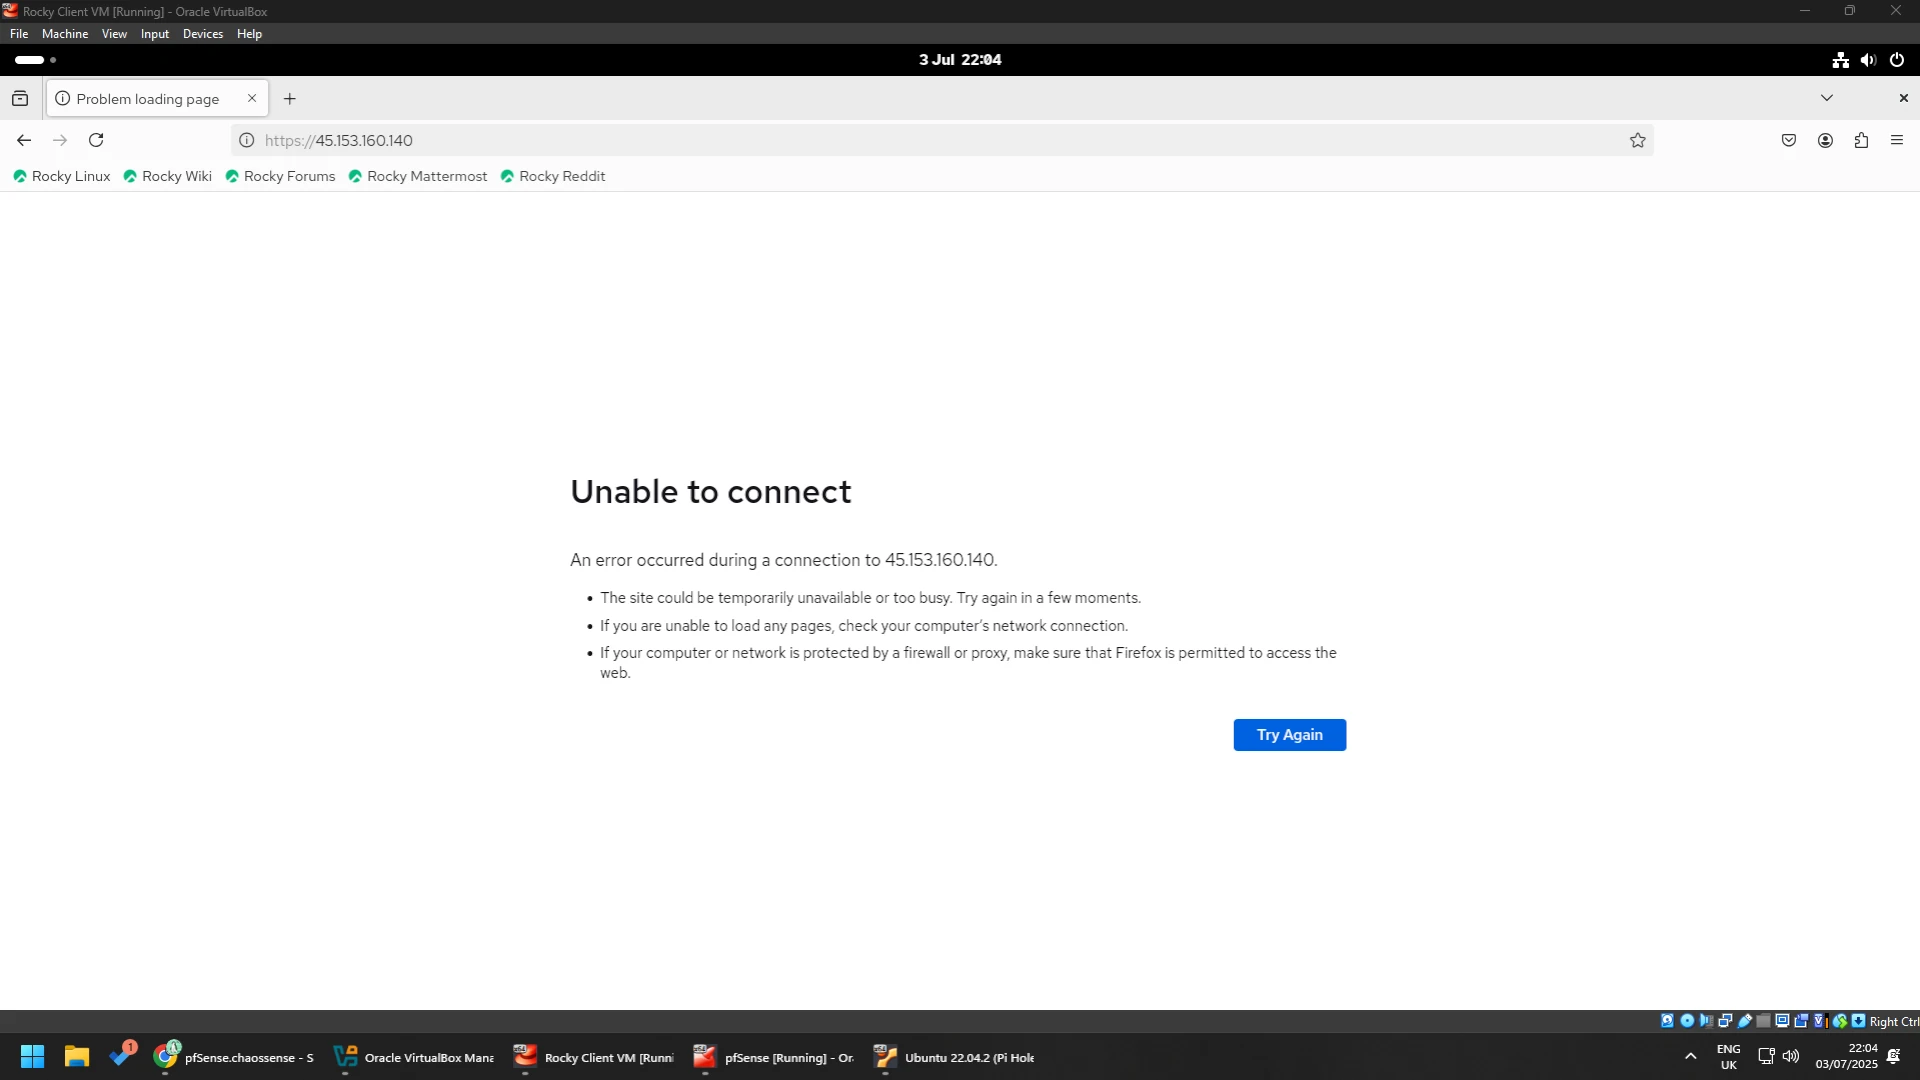 Rocky Client VM [Running] - Oracle VirtualBox
File Machine View Input Devices Help
3 Jul 22:04
Problem loading page
https://45.153.160.140
Rocky Linux Rocky Wiki Rocky Forums Rocky Mattermost Rocky Reddit
Unable to connect
An error occurred during a connection to 45.153.160.140.
• The site could be temporarily unavailable or too busy. Try again in a few moments.
• If you are unable to load any pages, check your computer’s network connection.
• If your computer or network is protected by a firewall or proxy, make sure that Firefox is permitted to access the
web.
Try Again
Right Ctrl
1
pfSense.chaossense - S
Oracle VirtualBox Mana
Rocky Client VM [Runni
pfSense [Running] - Or
Ubuntu 22.04.2 (Pi Hole
ENG
UK
22:04
03/07/2025